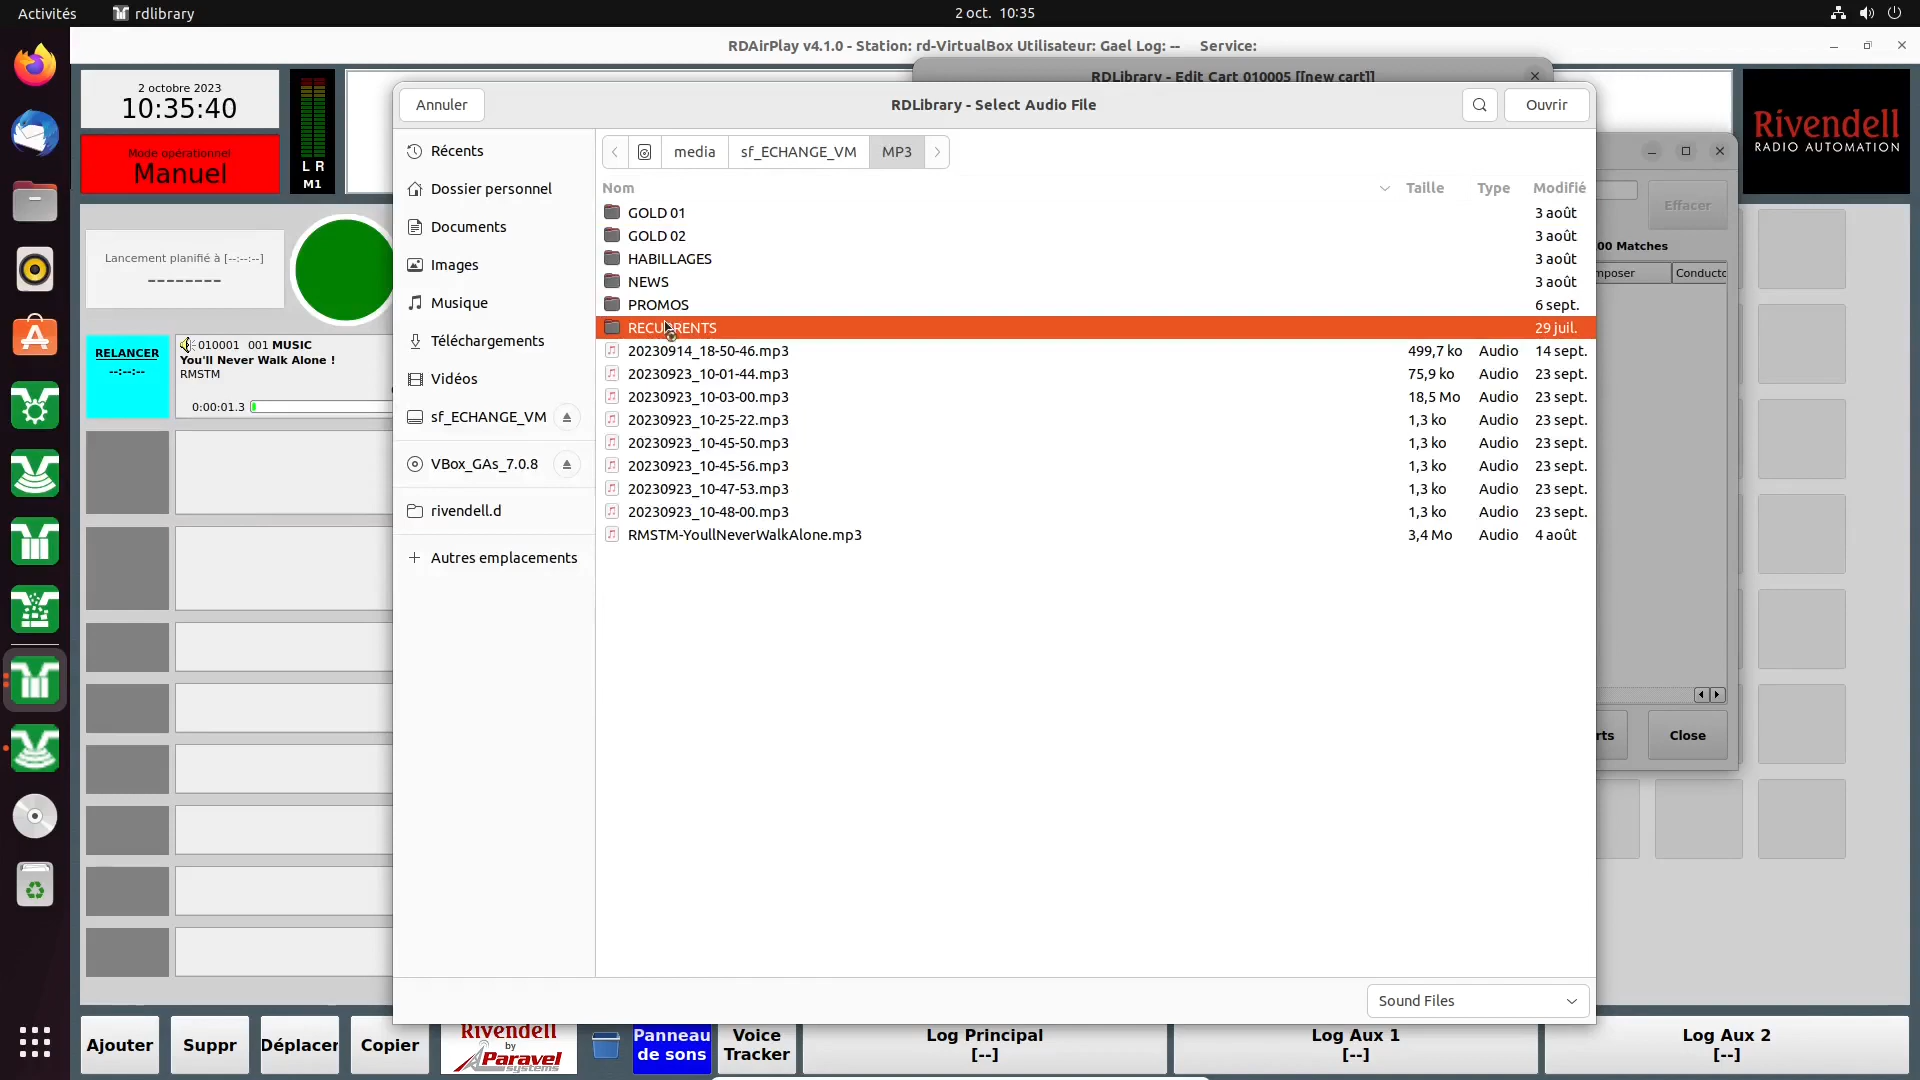 Activités
rdlibrary
2 oct. 10:35
RDAirPlay v4.1.0 - Station: rd-VirtualBox Utilisateur: Gael Log: -- Service:
RDLibrary - Edit Cart 010005 [[new cart]]
2 octobre 2023
10:35:40
Mode opérationnel
Manuel
L R
M1
Rivendell
RADIO AUTOMATION
Annuler
RDLibrary - Select Audio File
Ouvrir
Récents
Dossier personnel
Documents
Images
Musique
Téléchargements
Vidéos
sf_ECHANGE_VM
VBox_GAs_7.0.8
rivendell.d
Autres emplacements
media
sf_ECHANGE_VM
MP3
Nom Taille Type Modifié
GOLD 01 3 août
GOLD 02 3 août
HABILLAGES 3 août
NEWS 3 août
PROMOS 6 sept.
RECURRENTS 29 juil.
20230914_18-50-46.mp3 499,7 ko Audio 14 sept.
20230923_10-01-44.mp3 75,9 ko Audio 23 sept.
20230923_10-03-00.mp3 18,5 Mo Audio 23 sept.
20230923_10-25-22.mp3 1,3 ko Audio 23 sept.
20230923_10-45-50.mp3 1,3 ko Audio 23 sept.
20230923_10-45-56.mp3 1,3 ko Audio 23 sept.
20230923_10-47-53.mp3 1,3 ko Audio 23 sept.
20230923_10-48-00.mp3 1,3 ko Audio 23 sept.
RMSTM-YoullNeverWalkAlone.mp3 3,4 Mo Audio 4 août
Sound Files
Effacer
00 Matches
mposer
Conducto
rts
Close
Lancement planifié à [--:--:--]
--------
RELANCER
--:--:--
010001 001 MUSIC
You'll Never Walk Alone !
RMSTM
0:00:01.3
Ajouter
Suppr
Déplacer
Copier
Rivendell
by
Paravel
systems
Panneau
de sons
Voice
Tracker
Log Principal
[--]
Log Aux 1
[--]
Log Aux 2
[--]